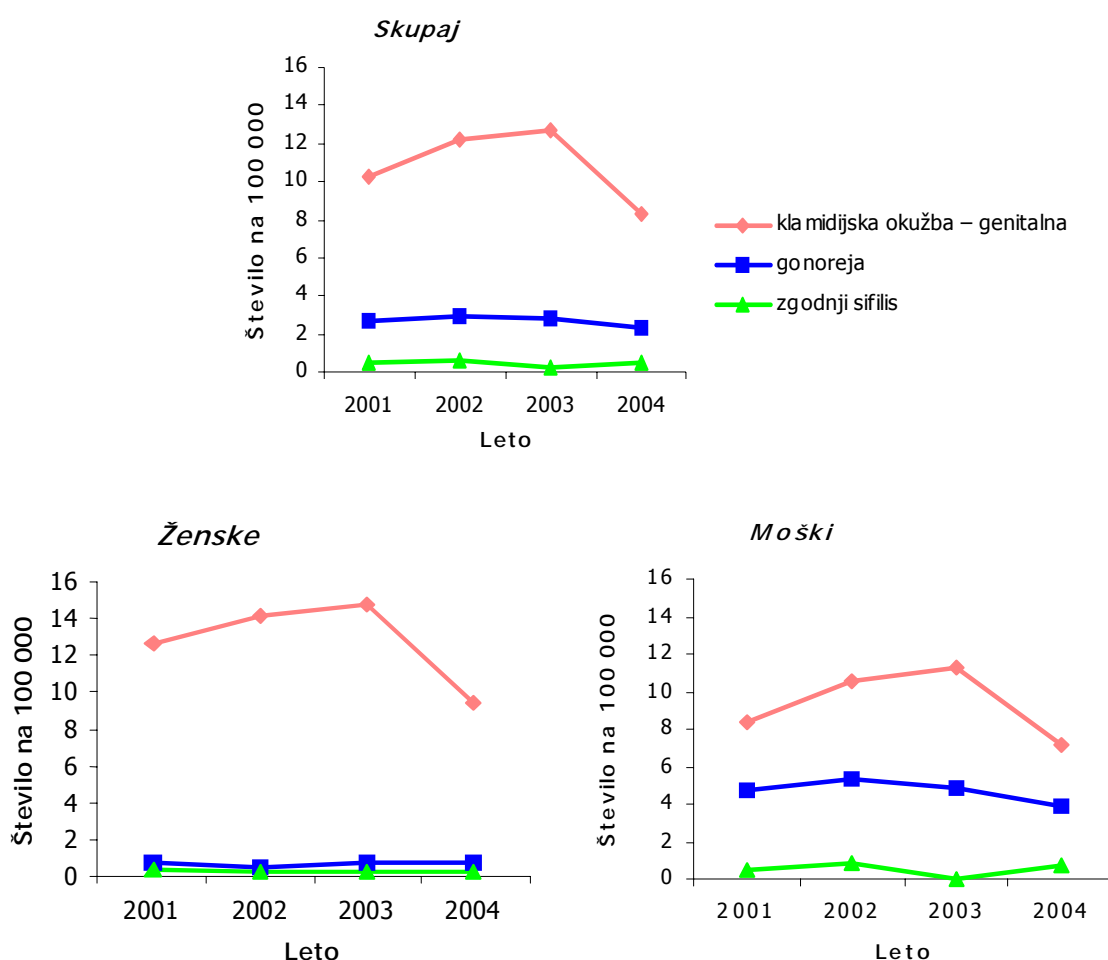 Skupaj
16
14
12
10
8
6
4
2
0
Število na 100 000
2001 2002 2003 2004
Leto
klamidijska okužba – genitalna
gonoreja
zgodnji sifilis
Ženske
16
14
12
10
8
6
4
2
0
Število na 100 000
2001 2002 2003 2004
Leto
Moški
16
14
12
10
8
6
4
2
0
Število na 100 000
2001 2002 2003 2004
Leto